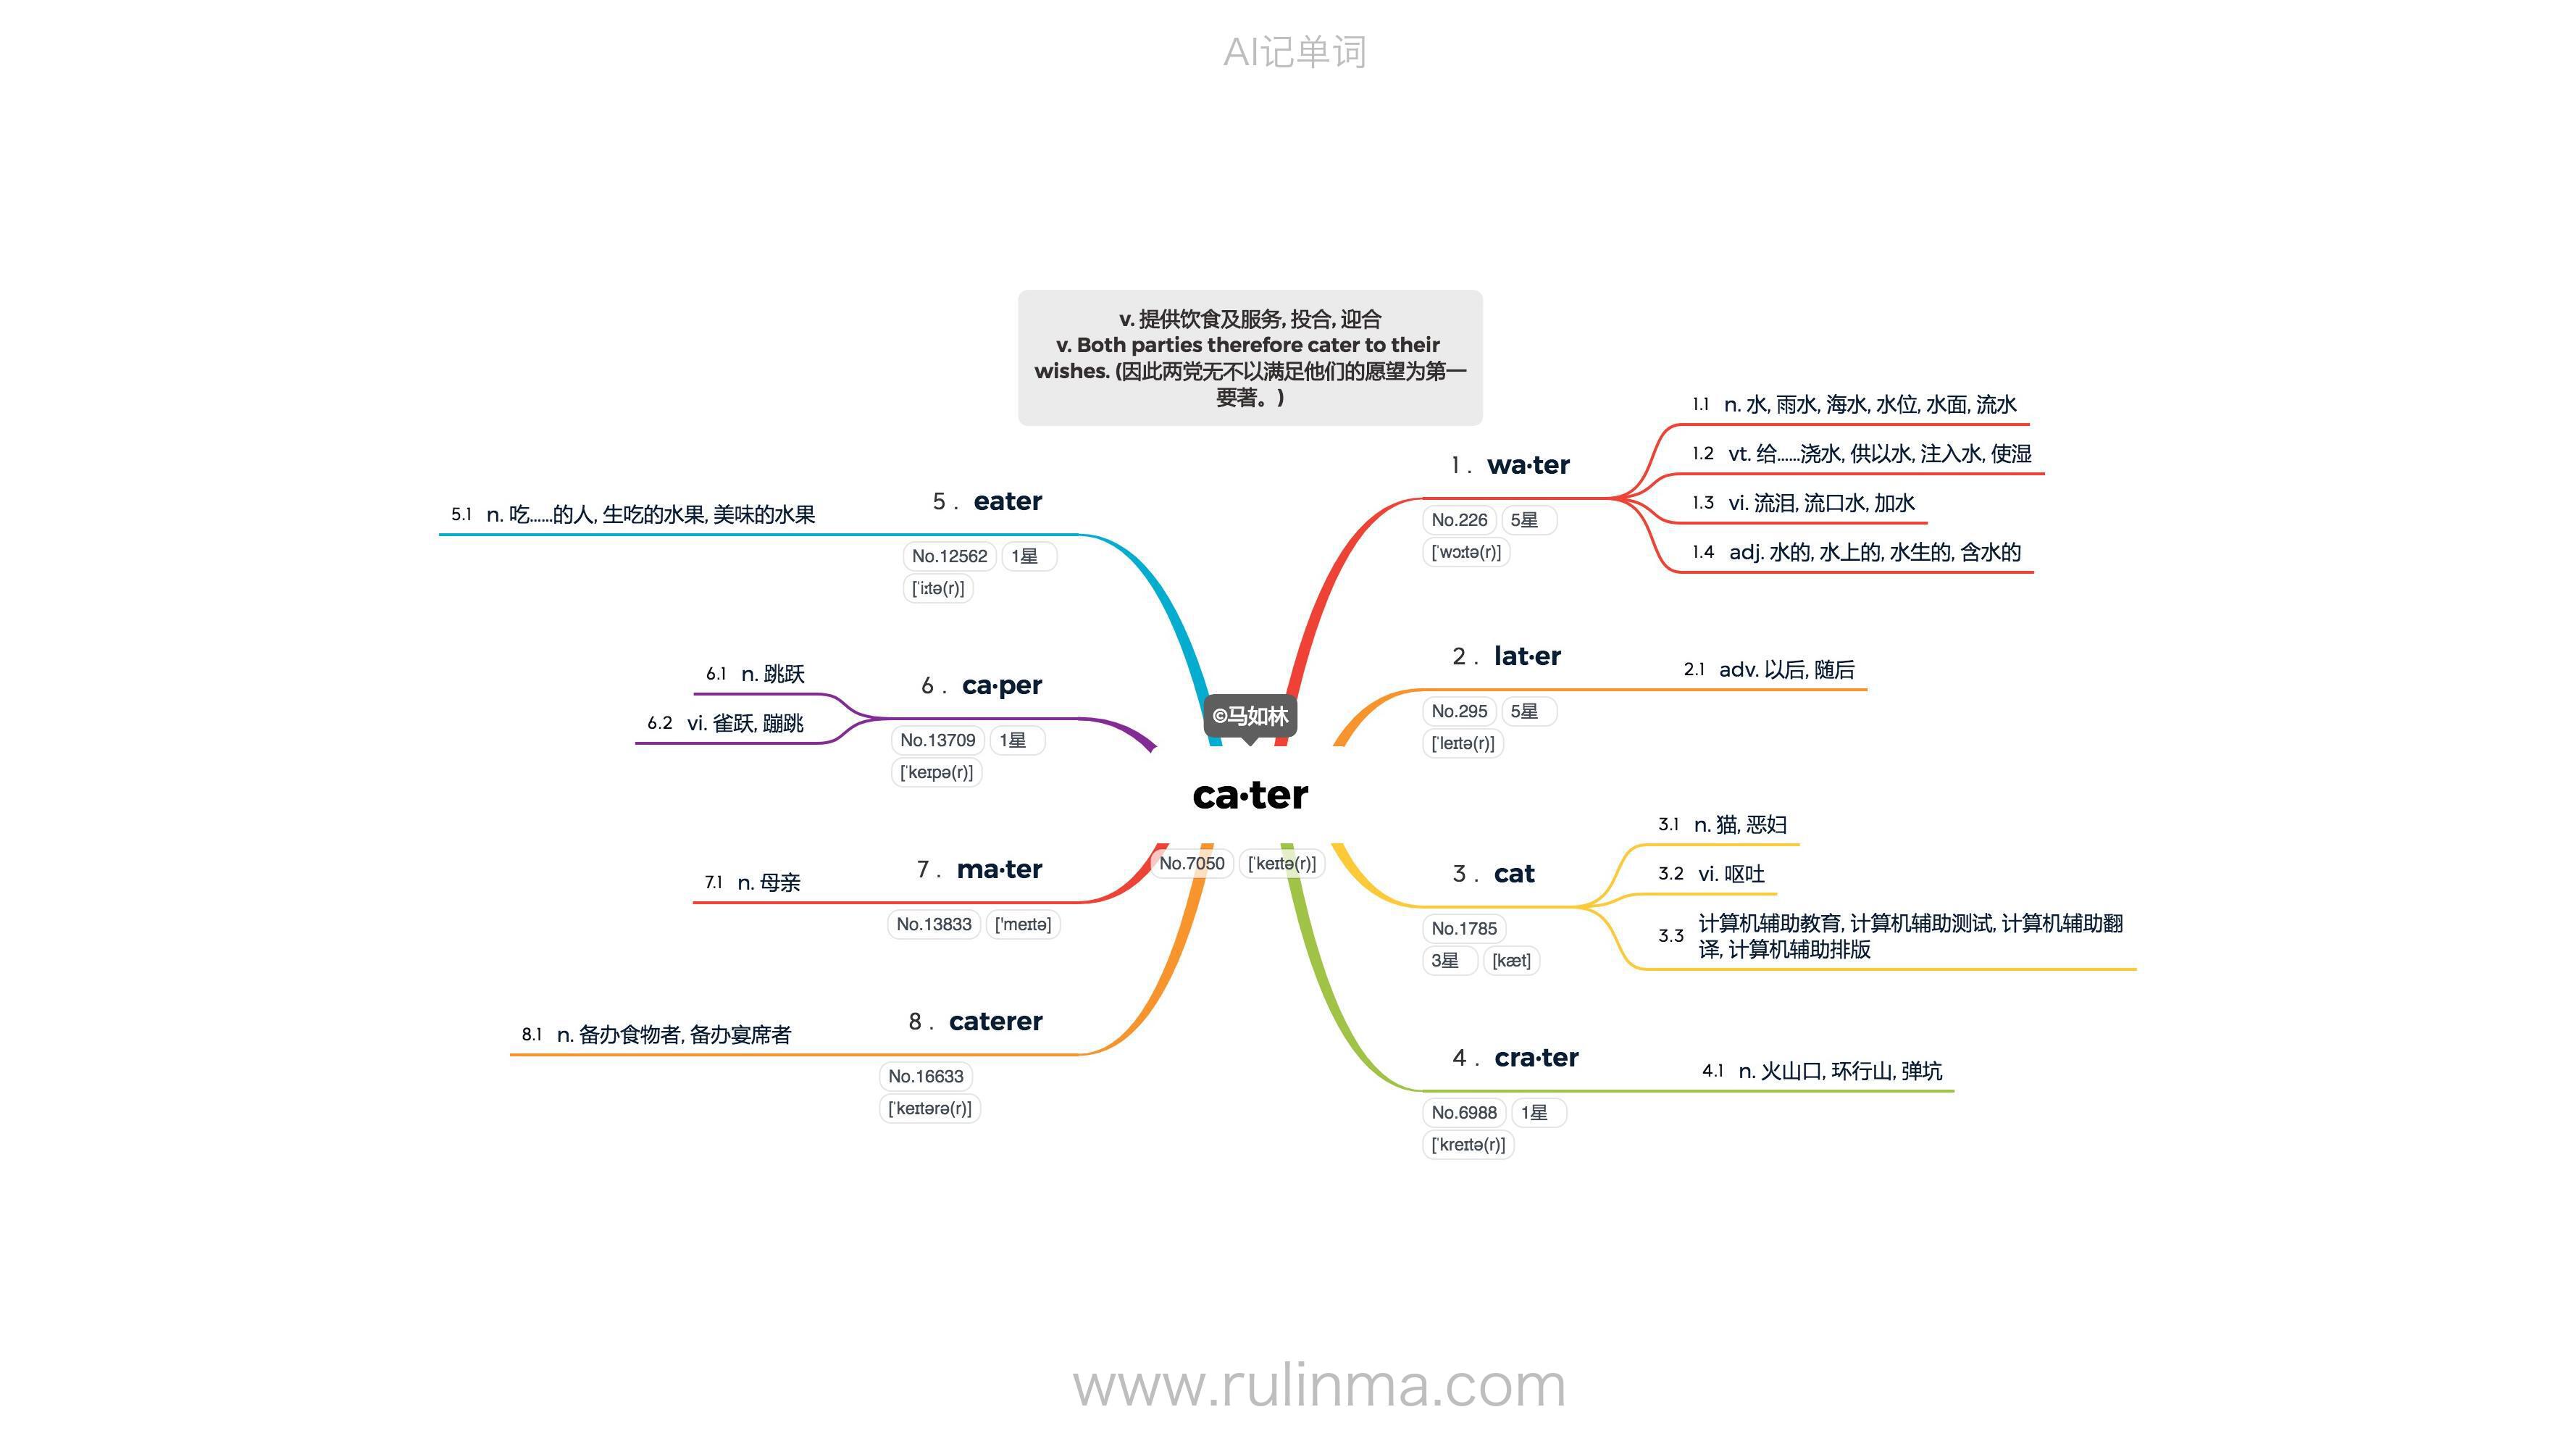 AI记单词
v. 提供饮食及服务, 投合, 迎合
v. Both parties therefore cater to their
wishes. (因此两党无不以满足他们的愿望为第一
要著。)
©马如林
ca·ter
No.7050 [ˈkeɪtə(r)]
1. wa·ter
No.226 5星
[ˈwɔːtə(r)]
1.1 n. 水, 雨水, 海水, 水位, 水面, 流水
1.2 vt. 给......浇水, 供以水, 注入水, 使湿
1.3 vi. 流泪, 流口水, 加水
1.4 adj. 水的, 水上的, 水生的, 含水的
2. lat·er
No.295 5星
[ˈleɪtə(r)]
2.1 adv. 以后, 随后
3. cat
No.1785
3星 [kæt]
3.1 n. 猫, 恶妇
3.2 vi. 呕吐
3.3 计算机辅助教育, 计算机辅助测试, 计算机辅助翻
译, 计算机辅助排版
4. cra·ter
No.6988 1星
[ˈkreɪtə(r)]
4.1 n. 火山口, 环行山, 弹坑
5. eater
No.12562 1星
[ˈiːtə(r)]
5.1 n. 吃......的人, 生吃的水果, 美味的水果
6. ca·per
No.13709 1星
[ˈkeɪpə(r)]
6.1 n. 跳跃
6.2 vi. 雀跃, 蹦跳
7. ma·ter
No.13833 ['meɪtə]
7.1 n. 母亲
8. caterer
No.16633
[ˈkeɪtərə(r)]
8.1 n. 备办食物者, 备办宴席者
www.rulinma.com